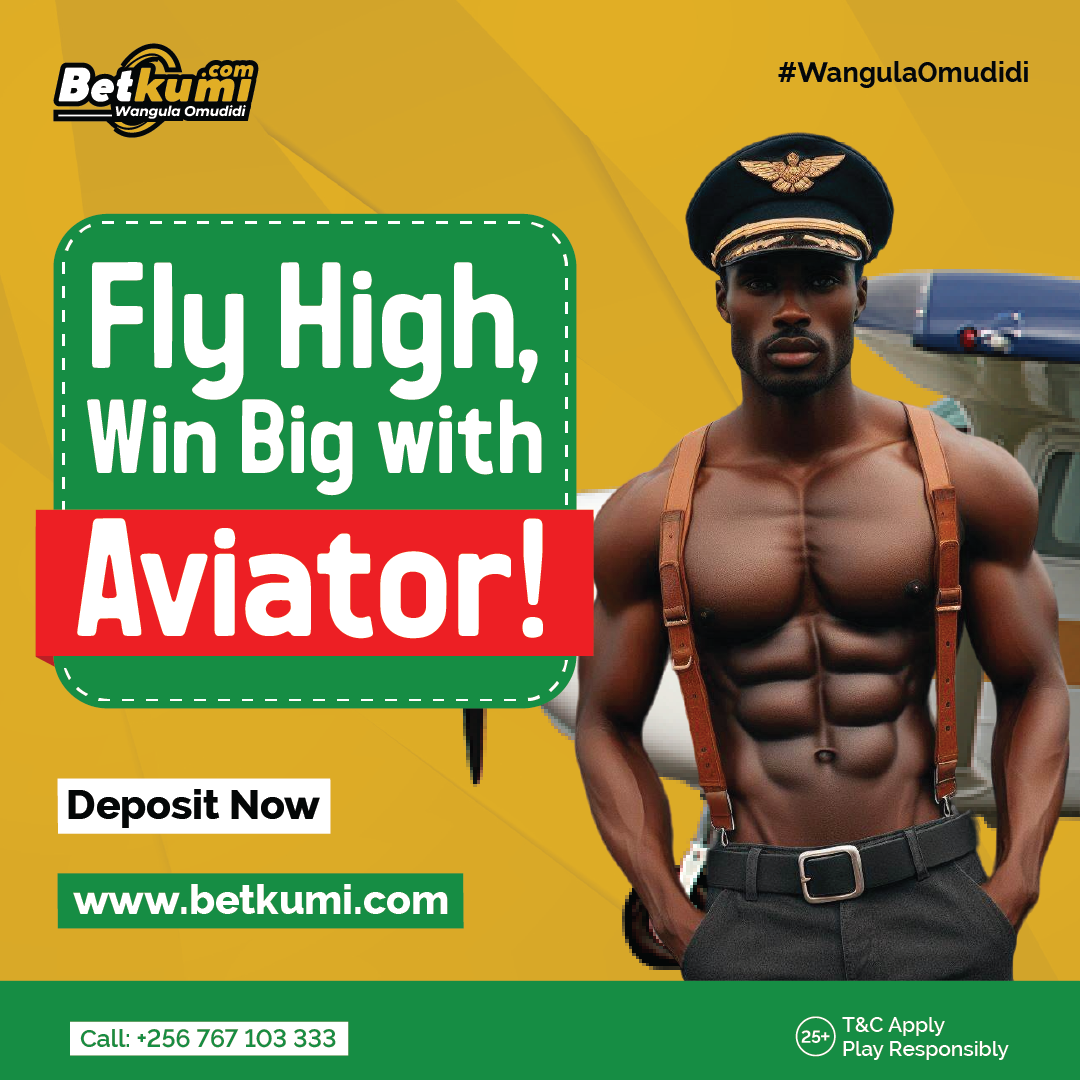 Betkumi.com
Wangula Omudidi
#WangulaOmudidi
Fly High,
Win Big with
Aviator!
Deposit Now
www.betkumi.com
Call: +256 767 103 333
25+
T&C Apply
Play Responsibly